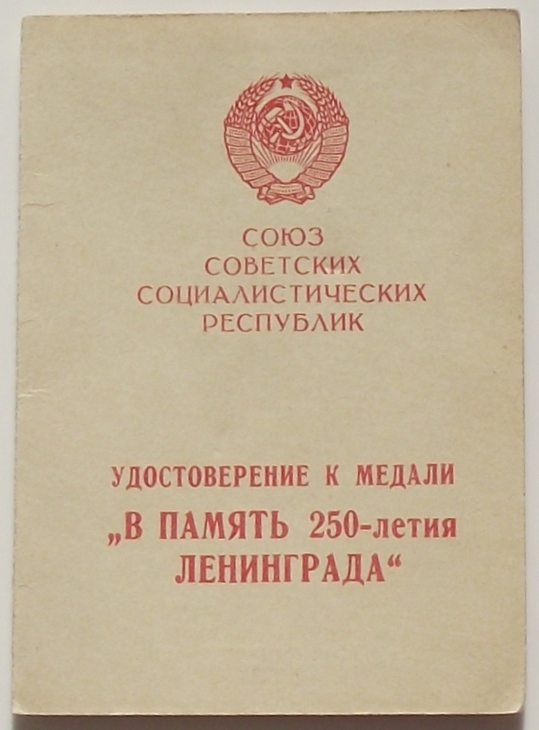 СОЮЗ
СОВЕТСКИХ
СОЦИАЛИСТИЧЕСКИХ
РЕСПУБЛИК
УДОСТОВЕРЕНИЕ К МЕДАЛИ
„В ПАМЯТЬ 250-летия
ЛЕНИНГРАДА“